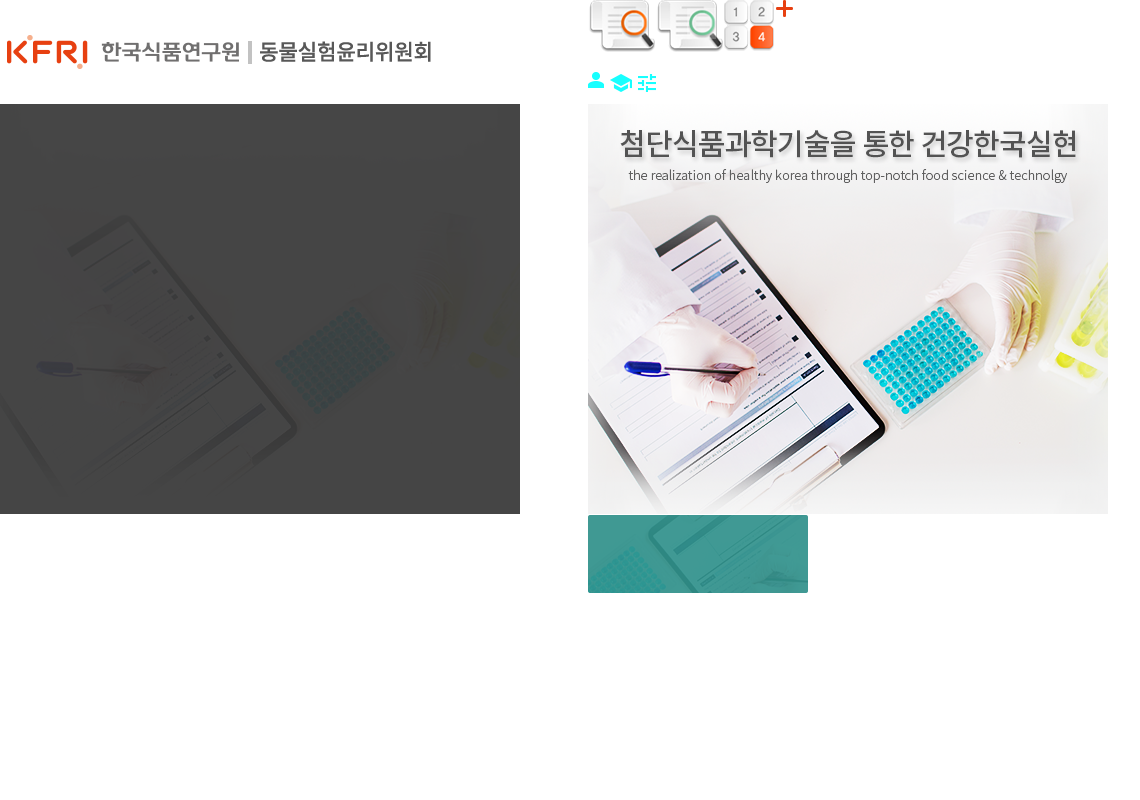 KFRI 한국식품연구원 | 동물실험윤리위원회
1 2
3 4
첨단식품과학기술을 통한 건강한국실현
the realization of healthy korea through top-notch food science & technolgy